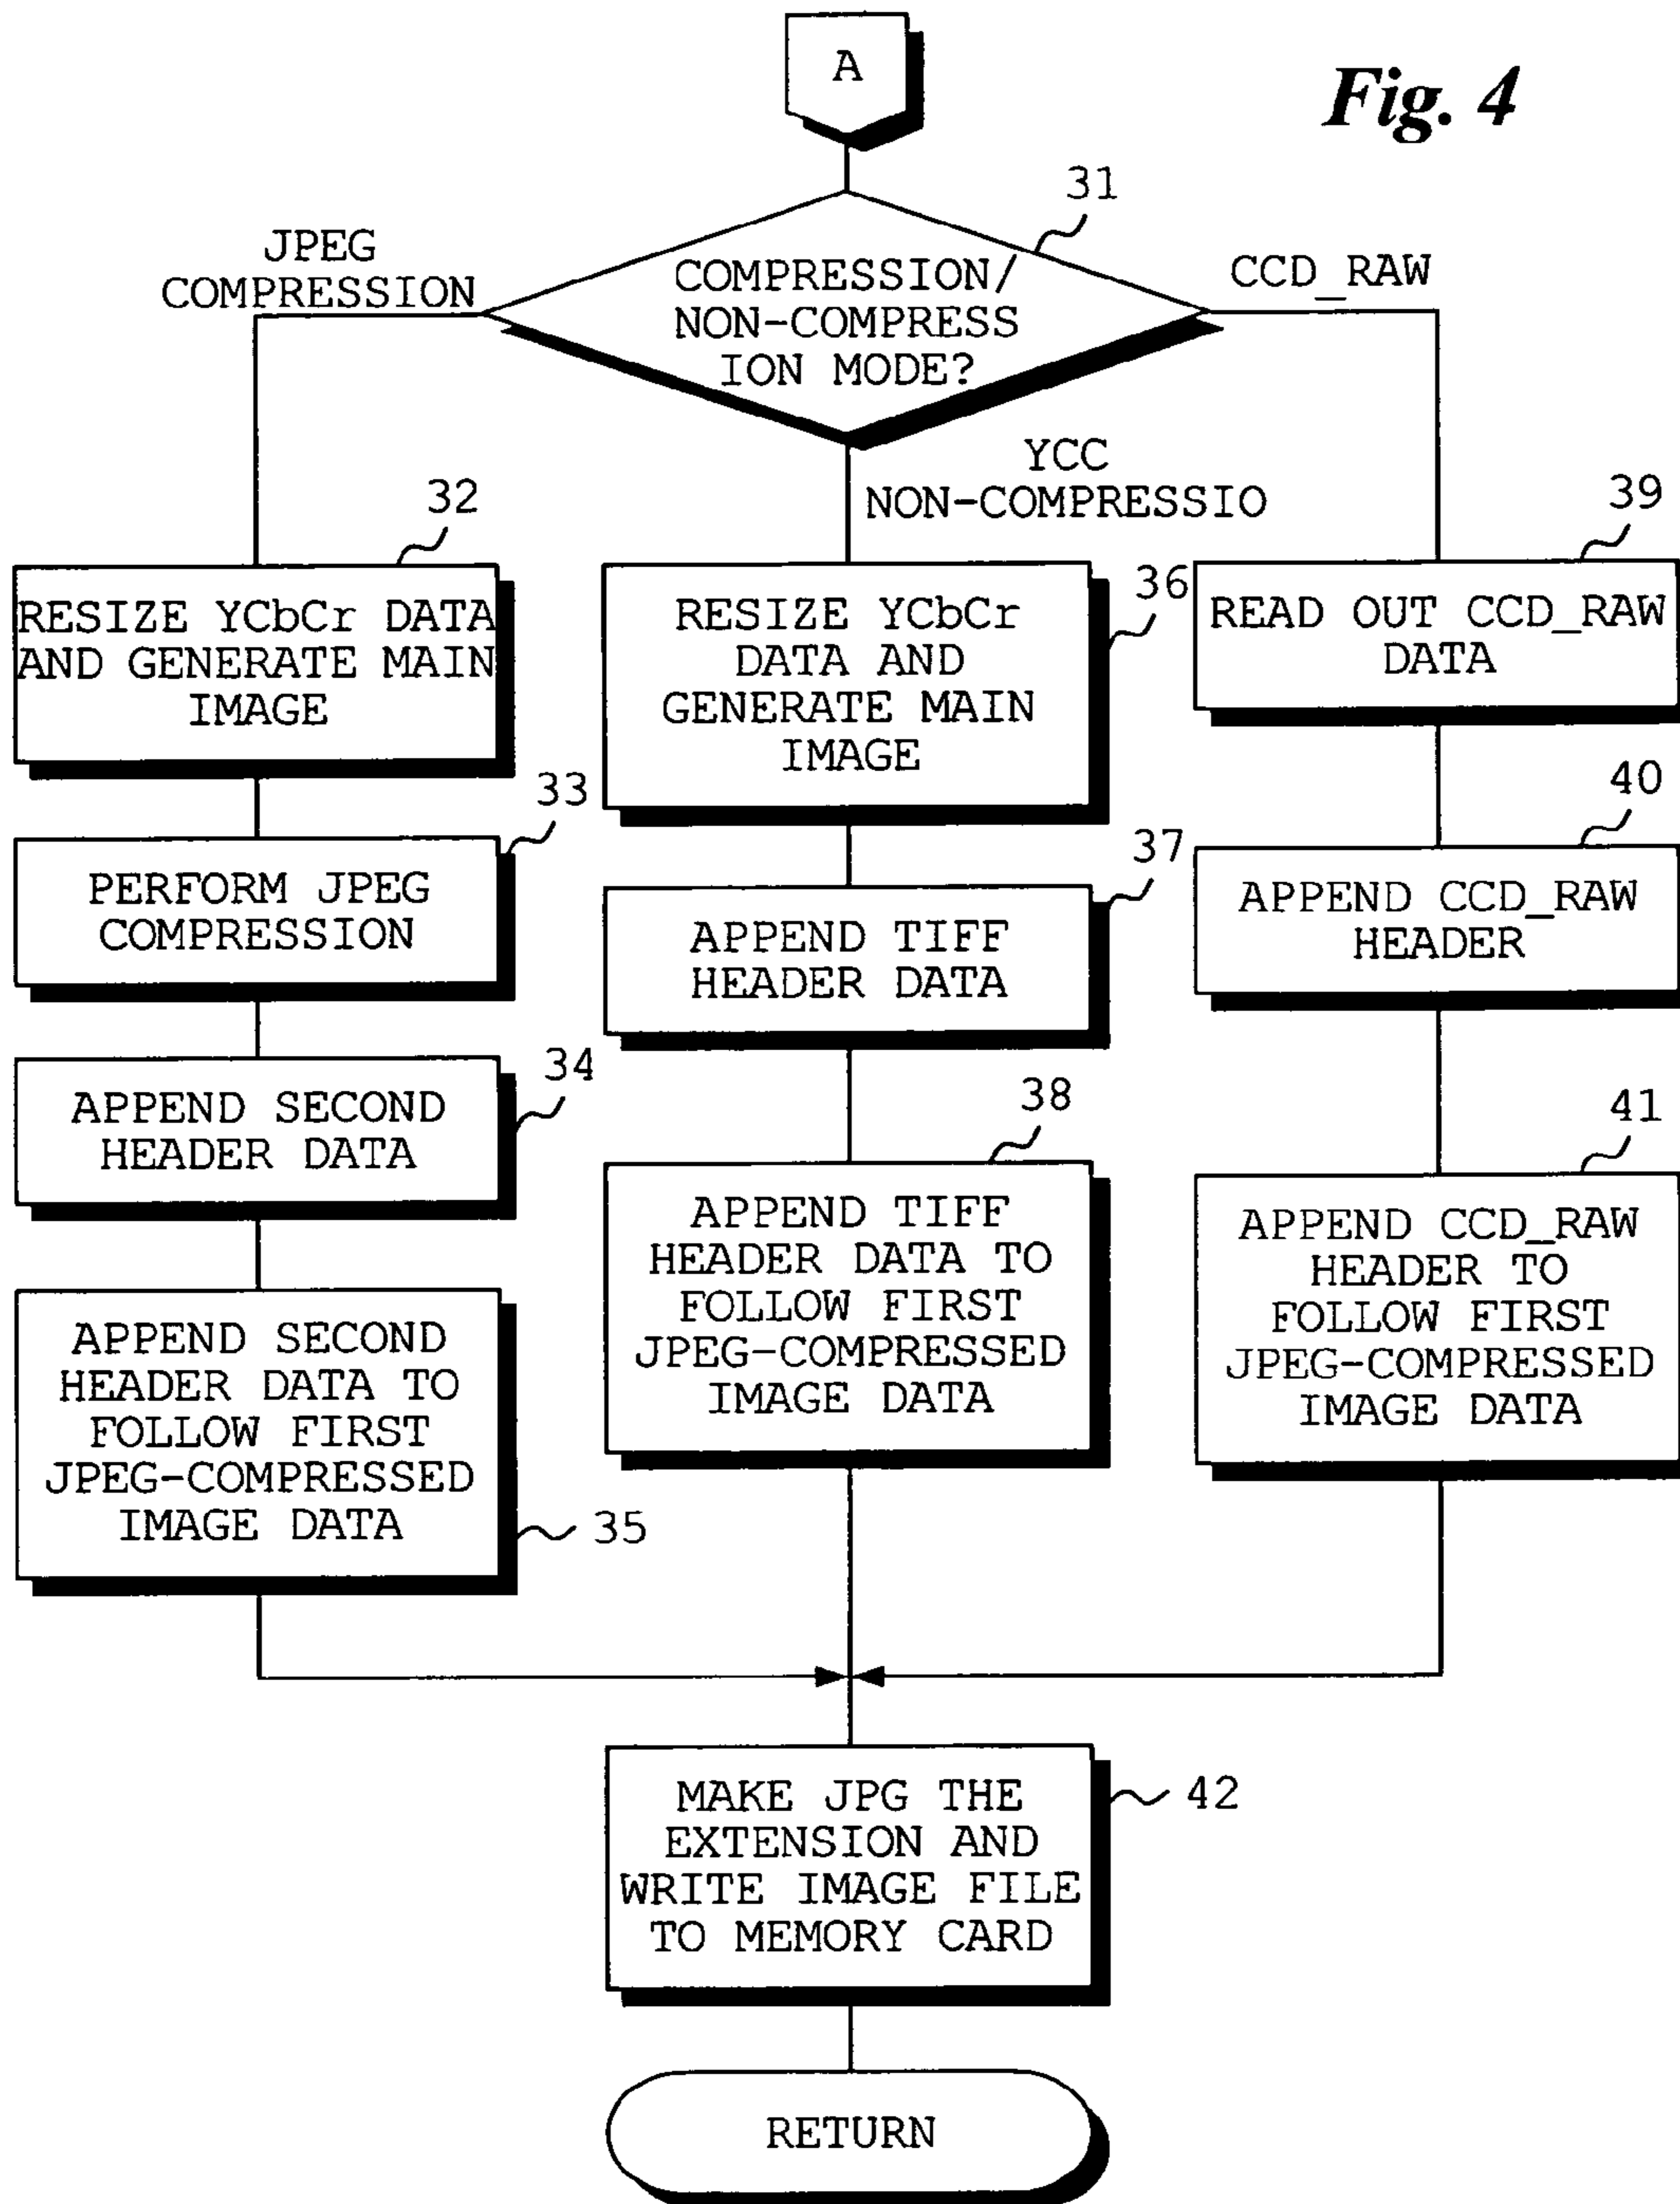 A
Fig. 4
31
JPEG
COMPRESSION
COMPRESSION/
NON-COMPRESS
ION MODE?
CCD_RAW
YCC
NON-COMPRESSIO
32
RESIZE YCbCr DATA
AND GENERATE MAIN
IMAGE
33
PERFORM JPEG
COMPRESSION
34
APPEND SECOND
HEADER DATA
APPEND SECOND
HEADER DATA TO
FOLLOW FIRST
JPEG-COMPRESSED
IMAGE DATA
35
36
RESIZE YCbCr
DATA AND
GENERATE MAIN
IMAGE
37
APPEND TIFF
HEADER DATA
38
APPEND TIFF
HEADER DATA TO
FOLLOW FIRST
JPEG-COMPRESSED
IMAGE DATA
39
READ OUT CCD_RAW
DATA
40
APPEND CCD_RAW
HEADER
41
APPEND CCD_RAW
HEADER TO
FOLLOW FIRST
JPEG-COMPRESSED
IMAGE DATA
MAKE JPG THE
EXTENSION AND
WRITE IMAGE FILE
TO MEMORY CARD
42
RETURN